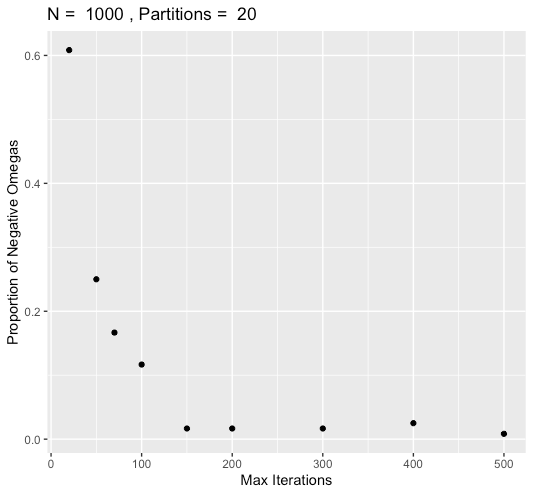 N =  1000 , Partitions =  20
Proportion of Negative Omegas
0.6
0.4
0.2
0.0
0 100 200 300 400 500
Max Iterations